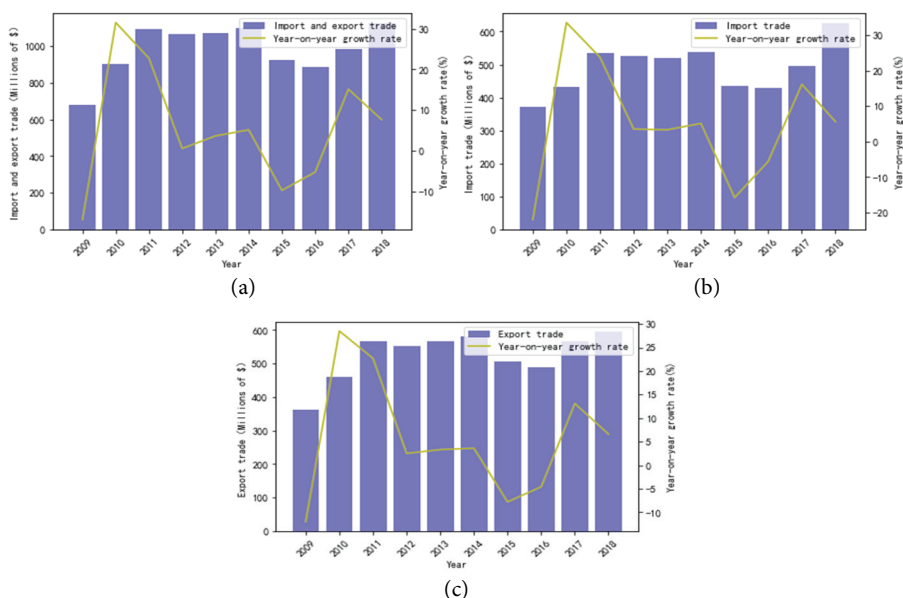 Import and export trade
Year-on-year growth rate
Import and export trade (Millions of $)
1000
800
600
400
200
0
30
20
10
0
−10
Year-on-year growth rate(%)
2009 2010 2011 2012 2013 2014 2015 2016 2017 2018
Year
(a)
Import trade
Year-on-year growth rate
Import trade (Millions of $)
600
500
400
300
200
100
0
30
20
10
0
−10
−20
Year-on-year growth rate(%)
2009 2010 2011 2012 2013 2014 2015 2016 2017 2018
Year
(b)
Export trade
Year-on-year growth rate
Export trade (Millions of $)
600
500
400
300
200
100
0
30
25
20
15
10
5
0
−5
−10
Year-on-year growth rate(%)
2009 2010 2011 2012 2013 2014 2015 2016 2017 2018
Year
(c)